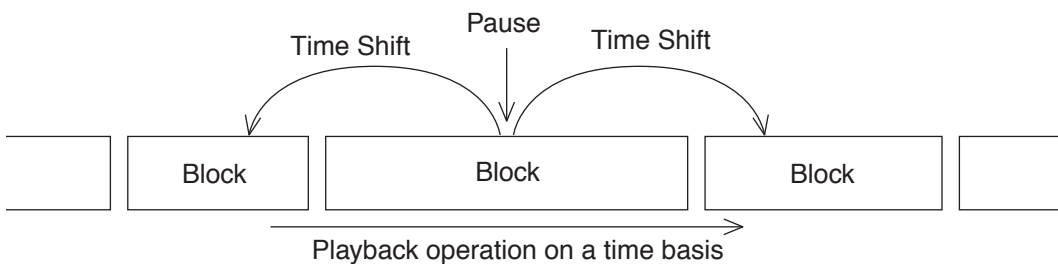 Pause
Time Shift
Time Shift
Block
Block
Block
Playback operation on a time basis